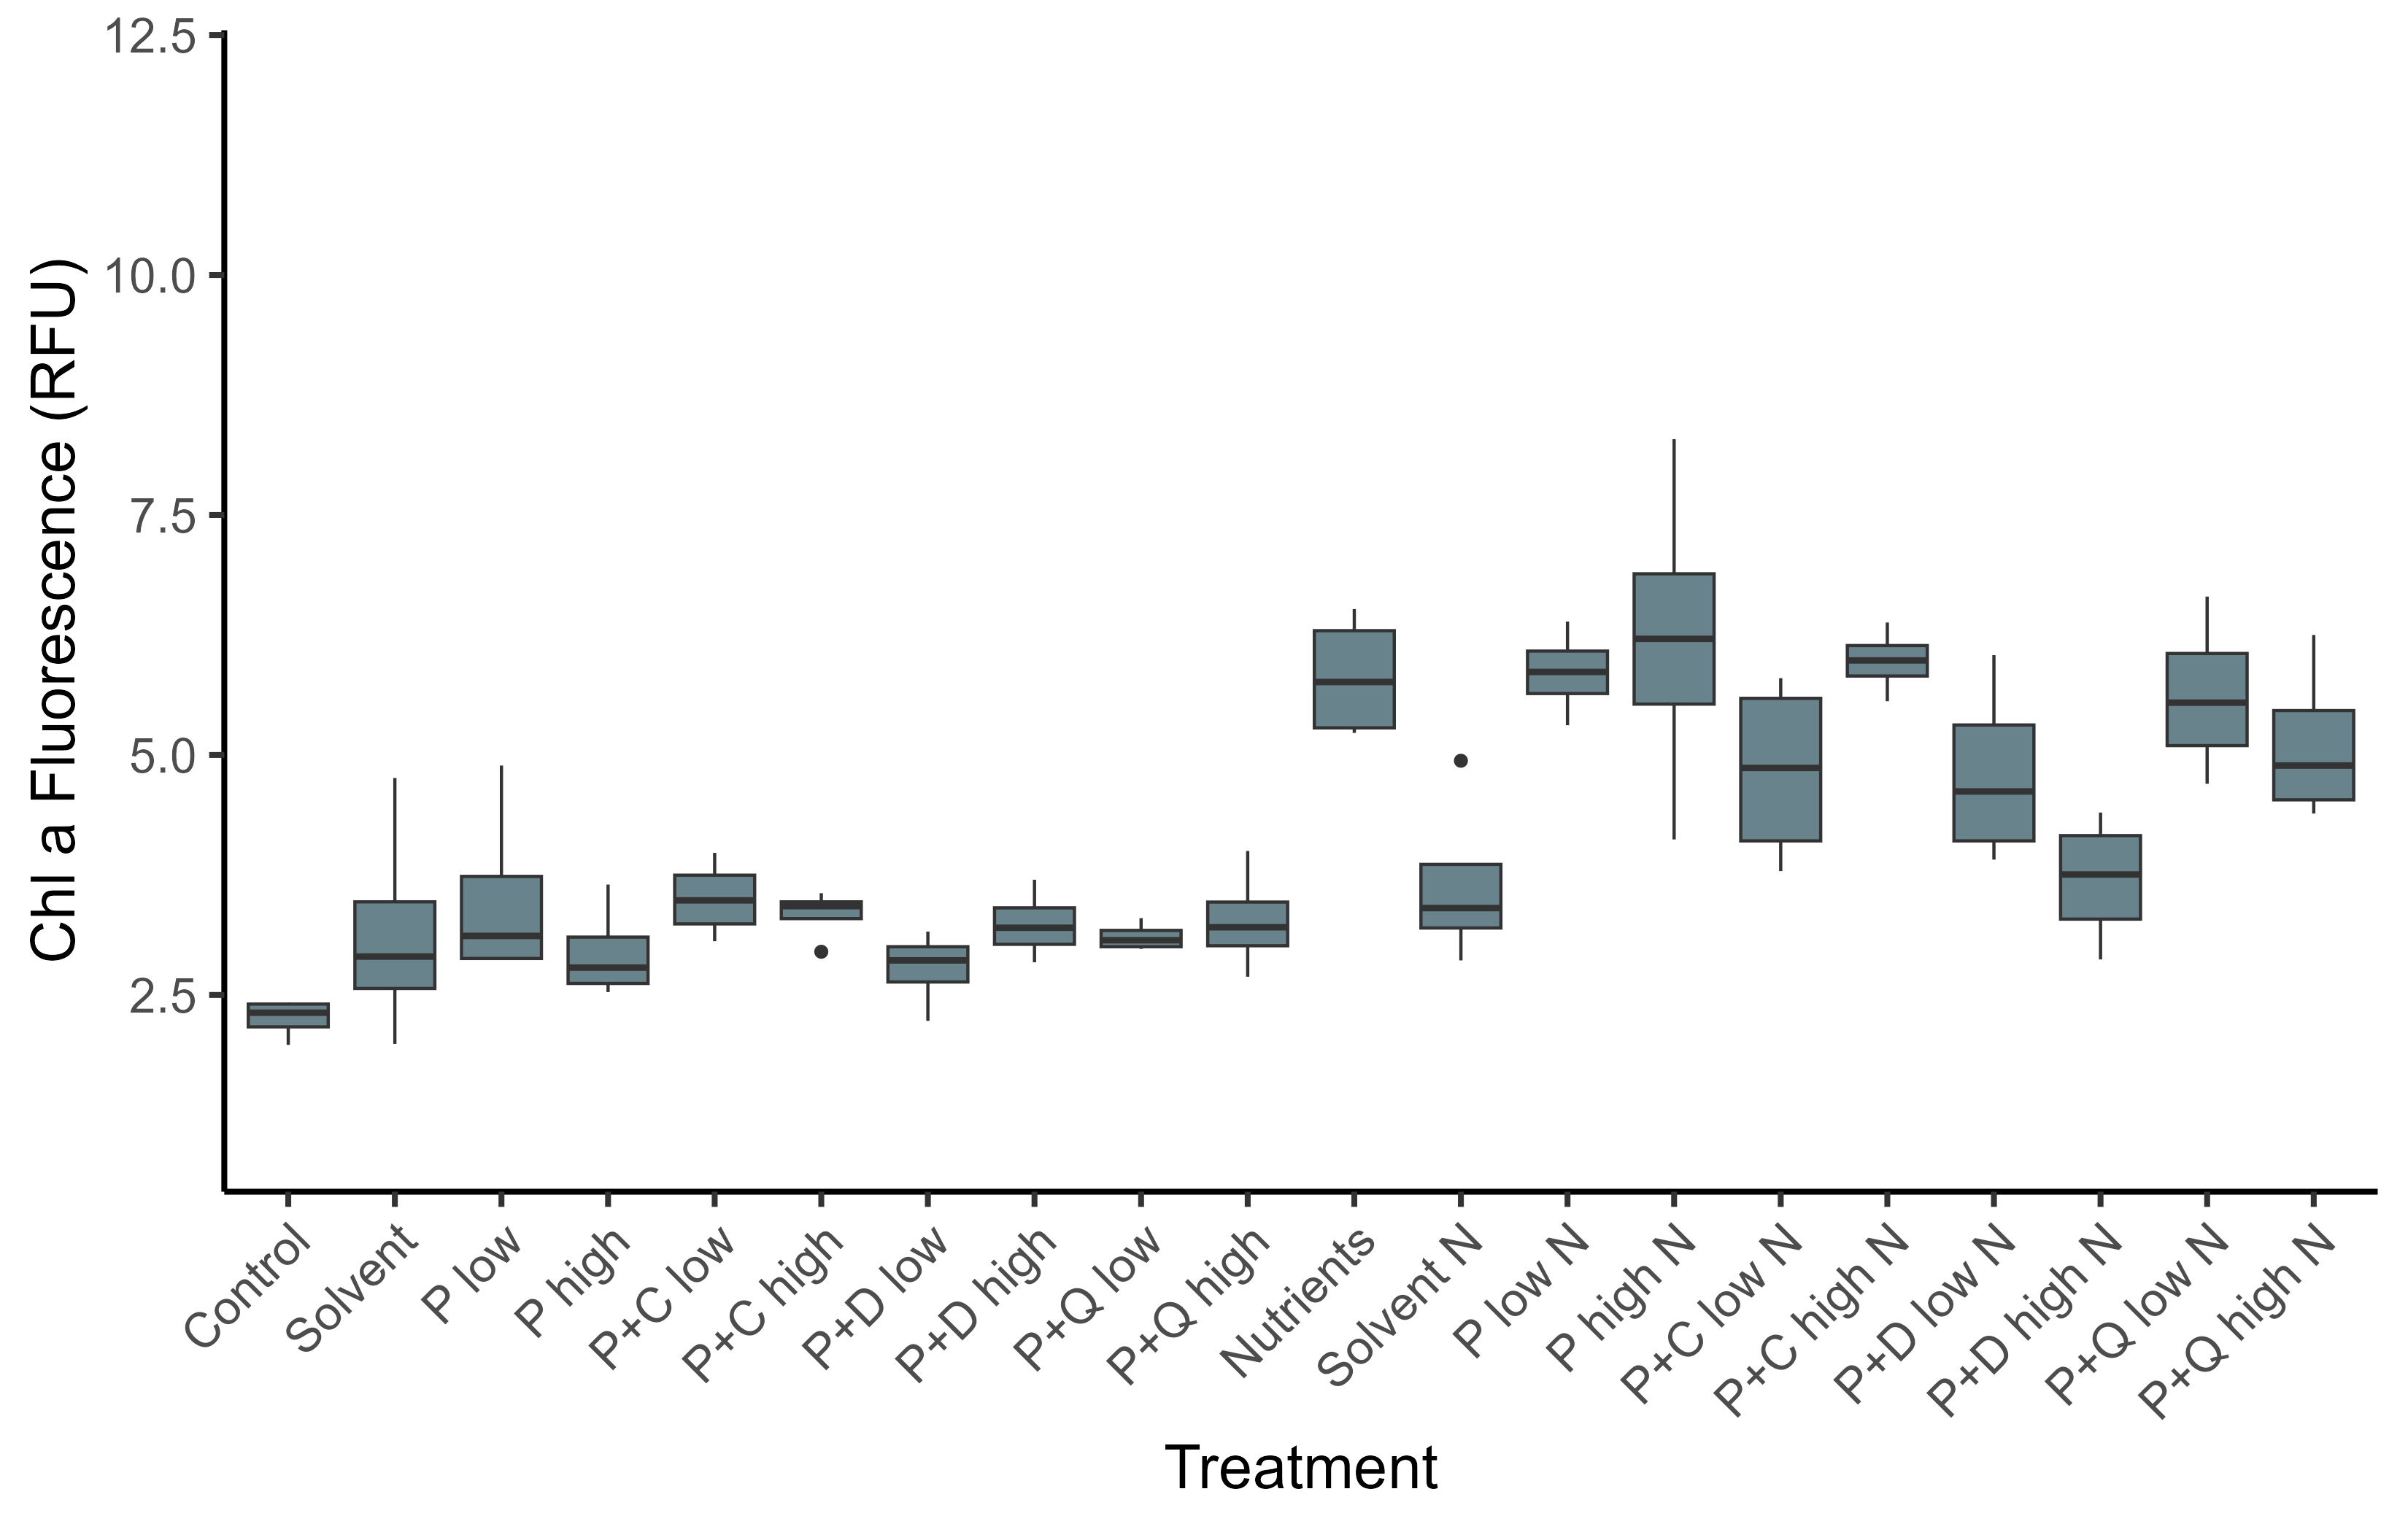 Chl a Fluorescence (RFU)
12.5
10.0
7.5
5.0
2.5
Control
Solvent
P low
P high
P+C low
P+C high
P+D low
P+D high
P+Q low
P+Q high
Nutrients
Solvent N
P low N
P high N
P+C low N
P+C high N
P+D low N
P+D high N
P+Q low N
P+Q high N
Treatment